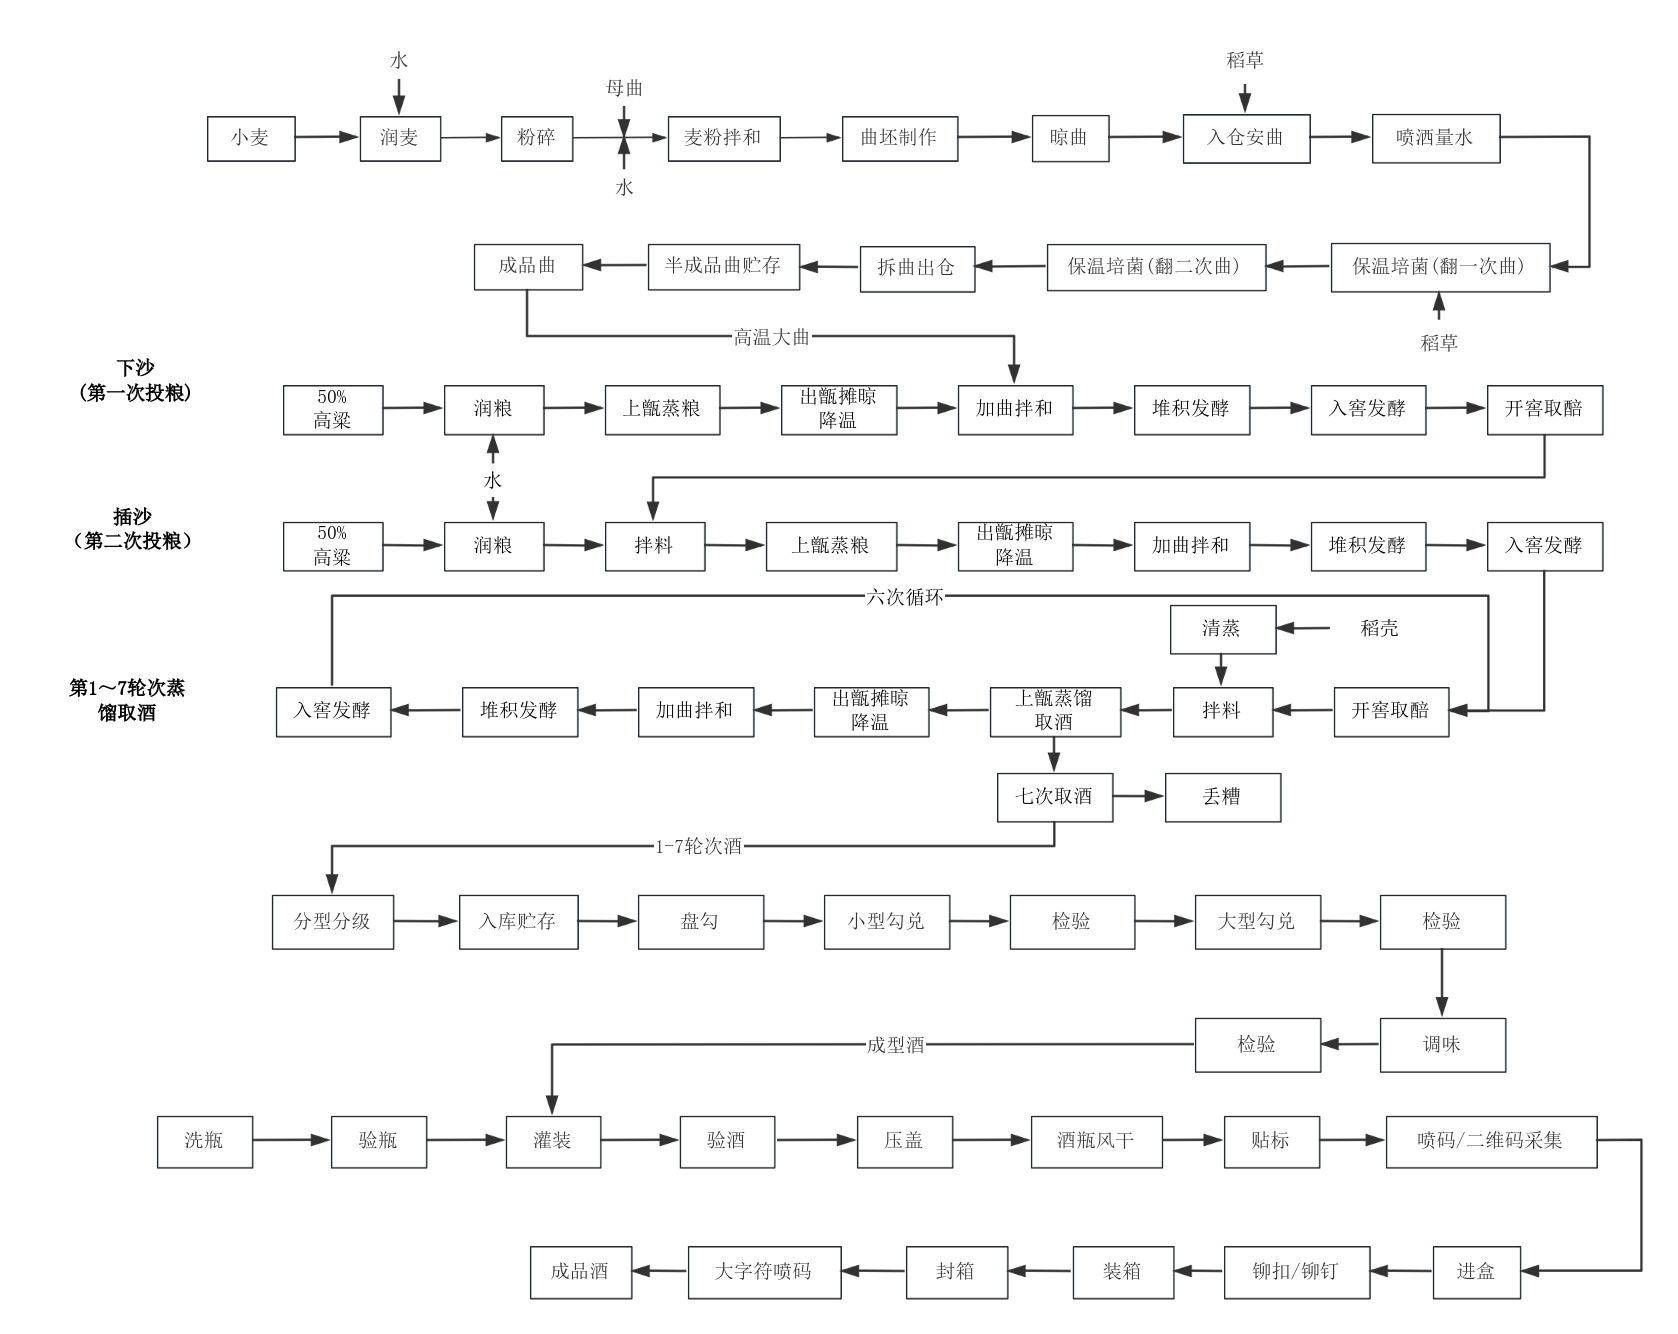 水
母曲
稻草
小麦
润麦
粉碎
麦粉拌和
曲坯制作
晾曲
入仓安曲
喷洒量水
水
成品曲
半成品曲贮存
拆曲出仓
保温培菌(翻二次曲)
保温培菌(翻一次曲)
高温大曲
稻草
下沙
(第一次投粮)
50%
高粱
润粮
上甑蒸粮
出甑摊晾
降温
加曲拌和
堆积发酵
入窖发酵
开窖取醅
水
插沙
（第二次投粮）
50%
高粱
润粮
拌料
上甑蒸粮
出甑摊晾
降温
加曲拌和
堆积发酵
入窖发酵
六次循环
清蒸
稻壳
第1～7轮次蒸
馏取酒
入窖发酵
堆积发酵
加曲拌和
出甑摊晾
降温
上甑蒸馏
取酒
拌料
开窖取醅
七次取酒
丢糟
1-7轮次酒
分型分级
入库贮存
盘勾
小型勾兑
检验
大型勾兑
检验
成型酒
检验
调味
洗瓶
验瓶
灌装
验酒
压盖
酒瓶风干
贴标
喷码/二维码采集
成品酒
大字符喷码
封箱
装箱
铆扣/铆钉
进盒